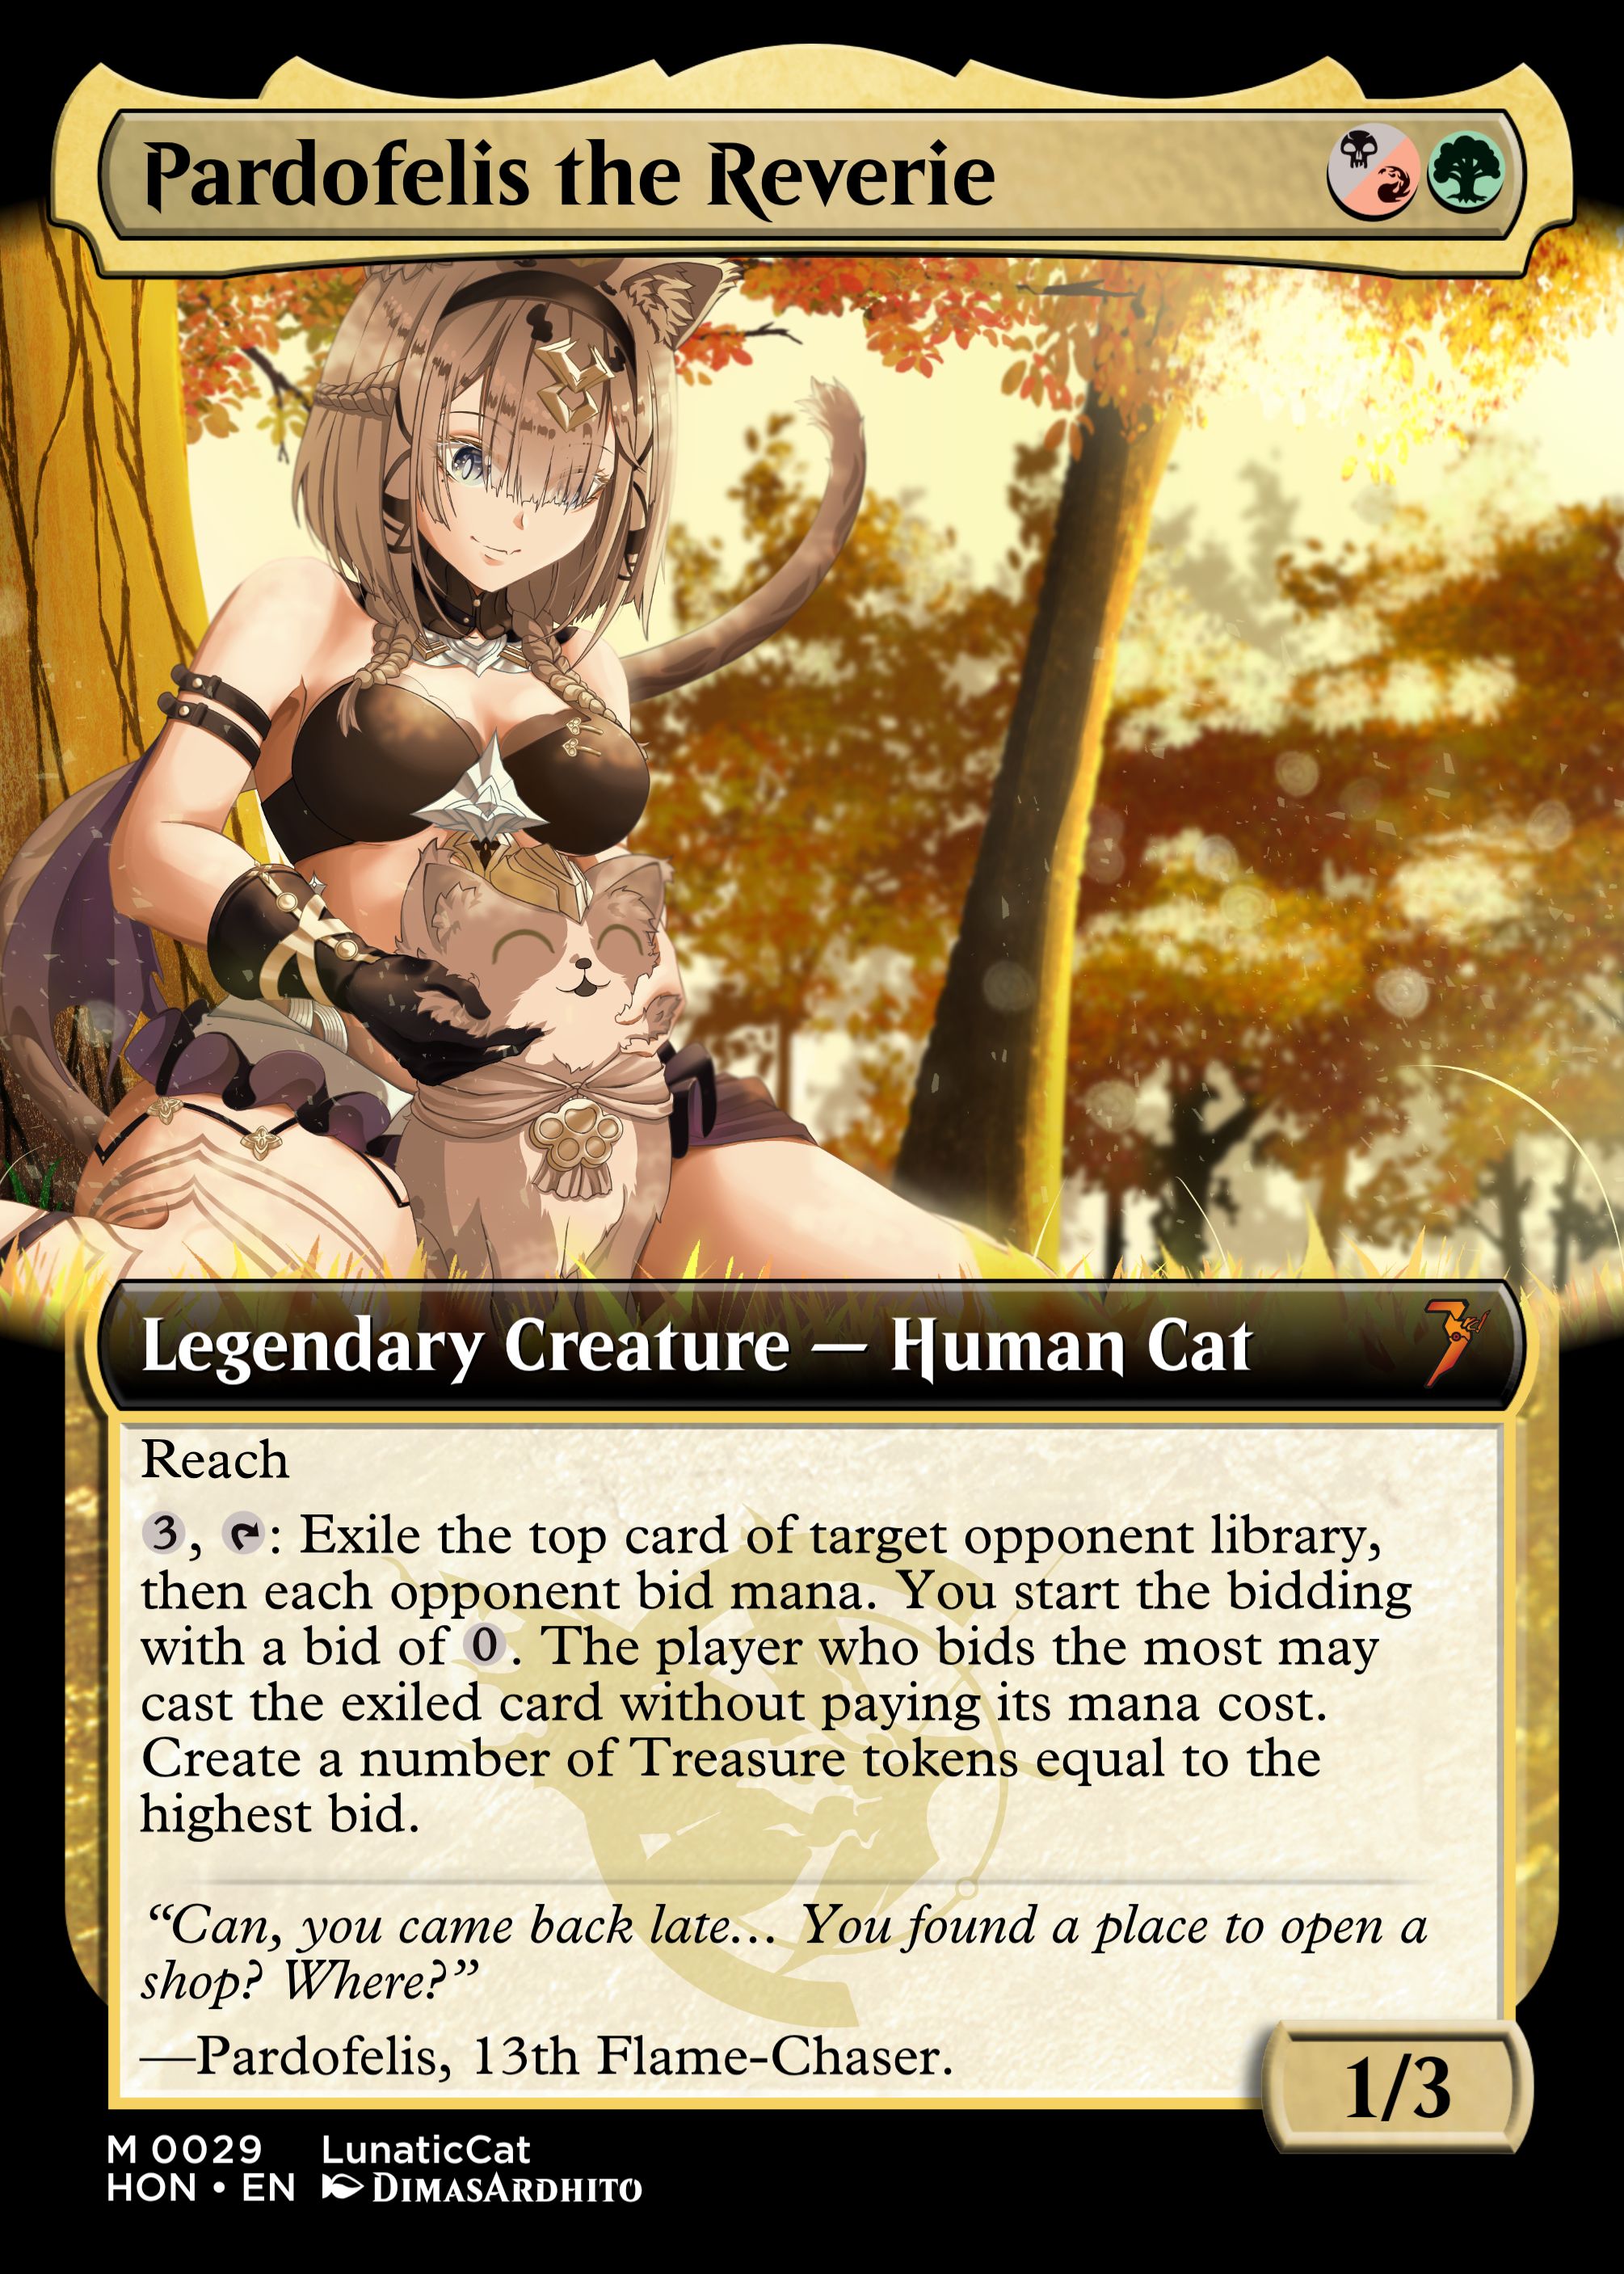 Pardofelis the Reverie
Legendary Creature — Human Cat
3rd
Reach
3, : Exile the top card of target opponent library,
then each opponent bid mana. You start the bidding
with a bid of 0. The player who bids the most may
cast the exiled card without paying its mana cost.
Create a number of Treasure tokens equal to the
highest bid.
“Can, you came back late… You found a place to open a
shop? Where?”
—Pardofelis, 13th Flame-Chaser.
1/3
M 0029 LunaticCat
HON • EN DIMASARDHITO